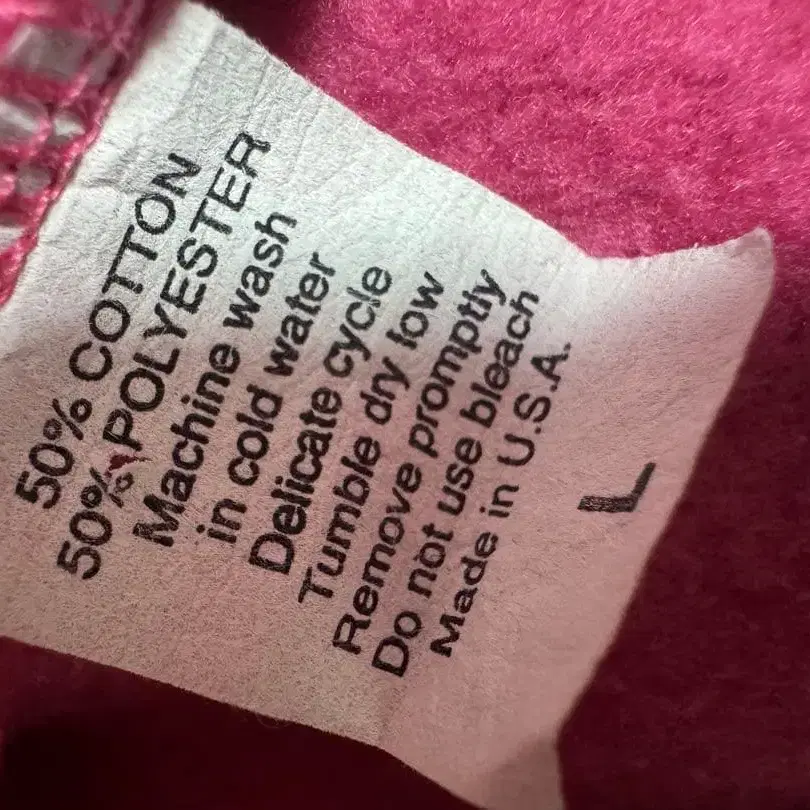 50% COTTON
50% POLYESTER
Machine wash
in cold water
Delicate cycle
Tumble dry low
Remove promptly
Do not use bleach
Made in U.S.A.
L